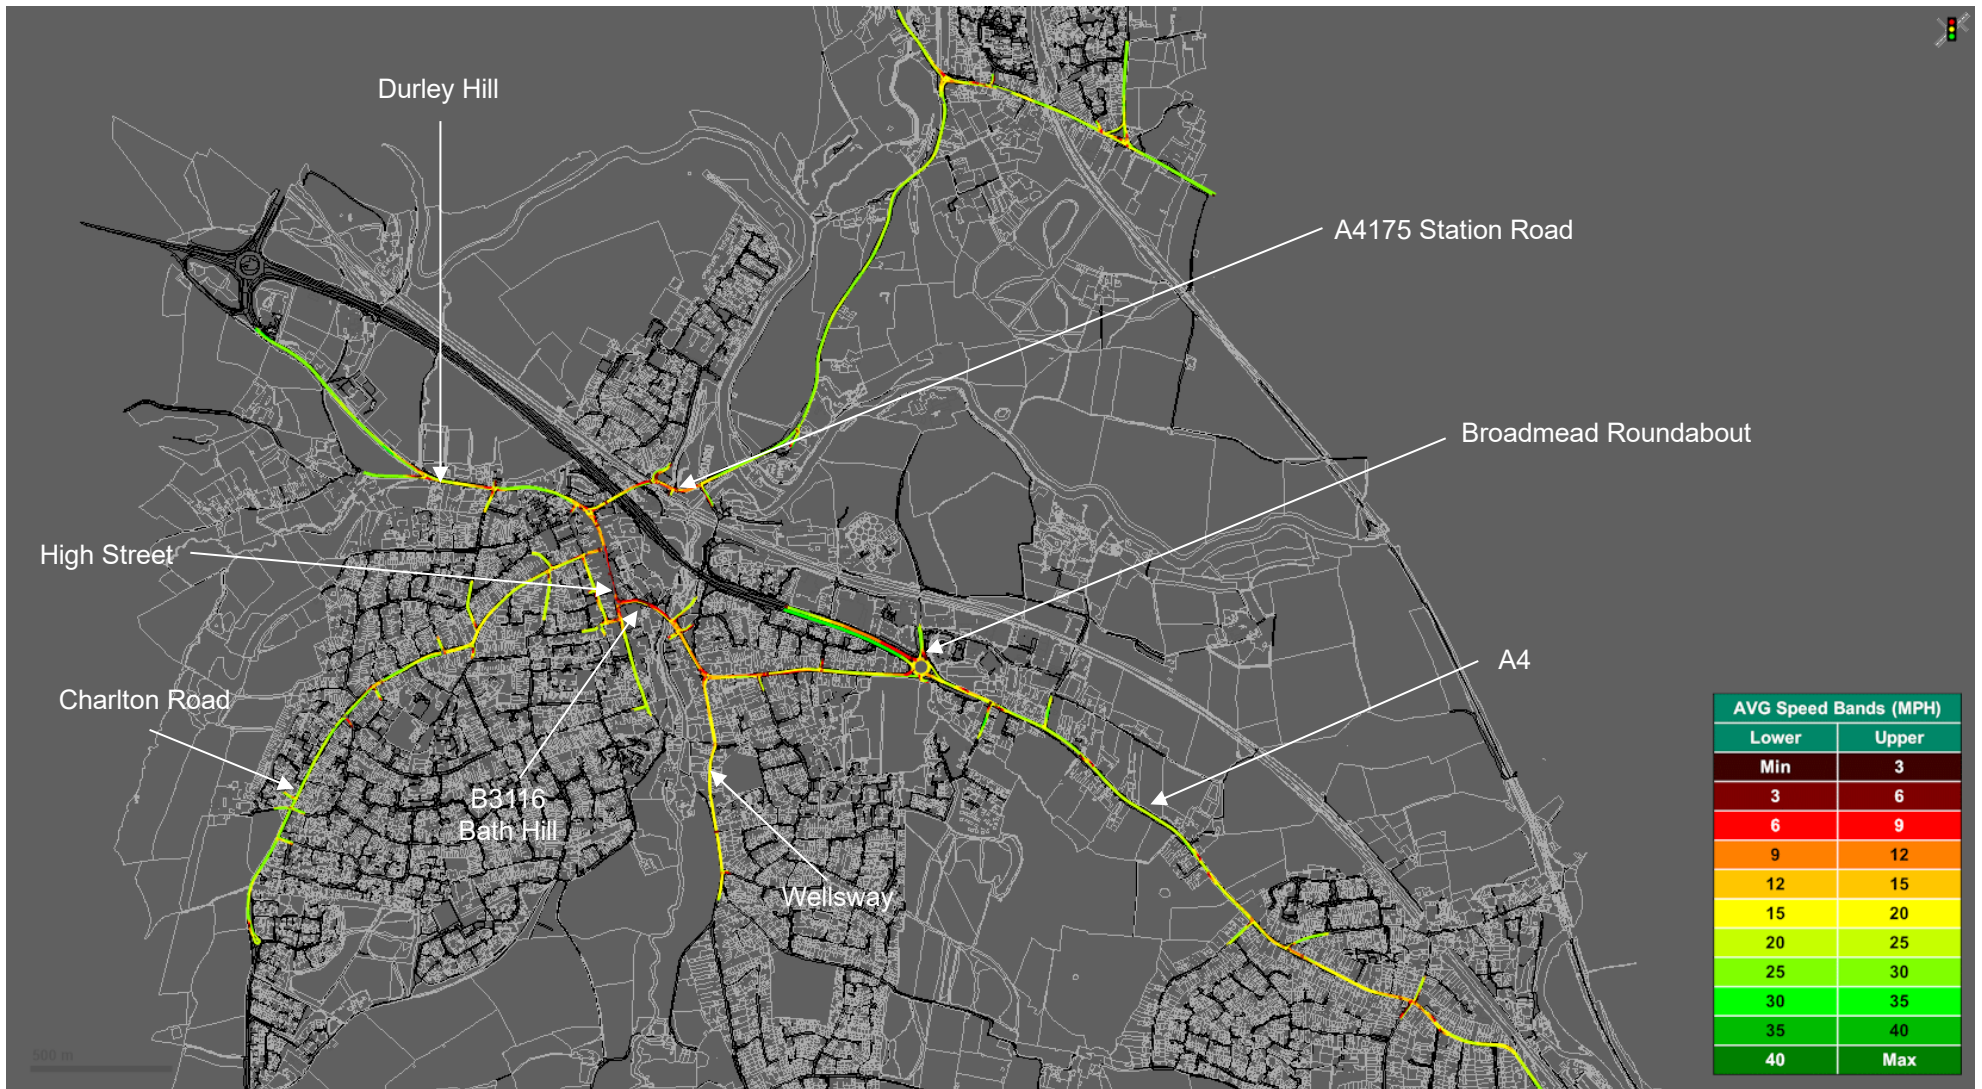 Durley Hill
A4175 Station Road
Broadmead Roundabout
High Street
A4
Charlton Road
B3116
Bath Hill
Wellsway
AVG Speed Bands (MPH)
Lower Upper
Min 3
3 6
6 9
9 12
12 15
15 20
20 25
25 30
30 35
35 40
40 Max
500 m